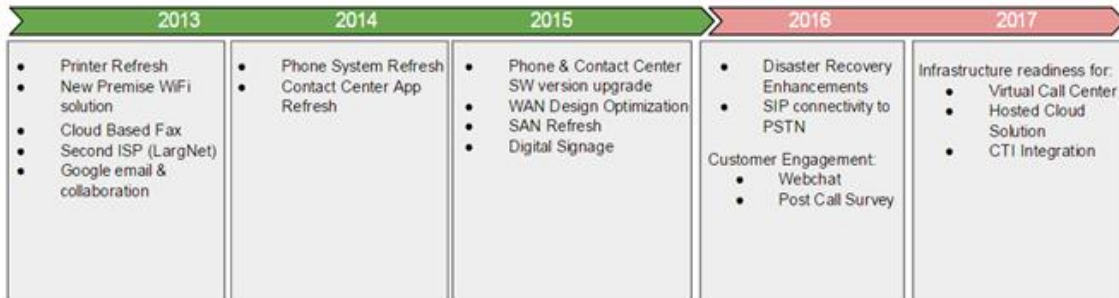 2013
2014
2015
2016
2017
• Printer Refresh
• New Premise WiFi
solution
• Cloud Based Fax
• Second ISP (LargNet)
• Google email &
collaboration
• Phone System Refresh
• Contact Center App
Refresh
• Phone & Contact Center
SW version upgrade
• WAN Design Optimization
• SAN Refresh
• Digital Signage
• Disaster Recovery
Enhancements
• SIP connectivity to
PSTN
Customer Engagement:
• Webchat
• Post Call Survey
Infrastructure readiness for:
• Virtual Call Center
• Hosted Cloud
Solution
• CTI Integration